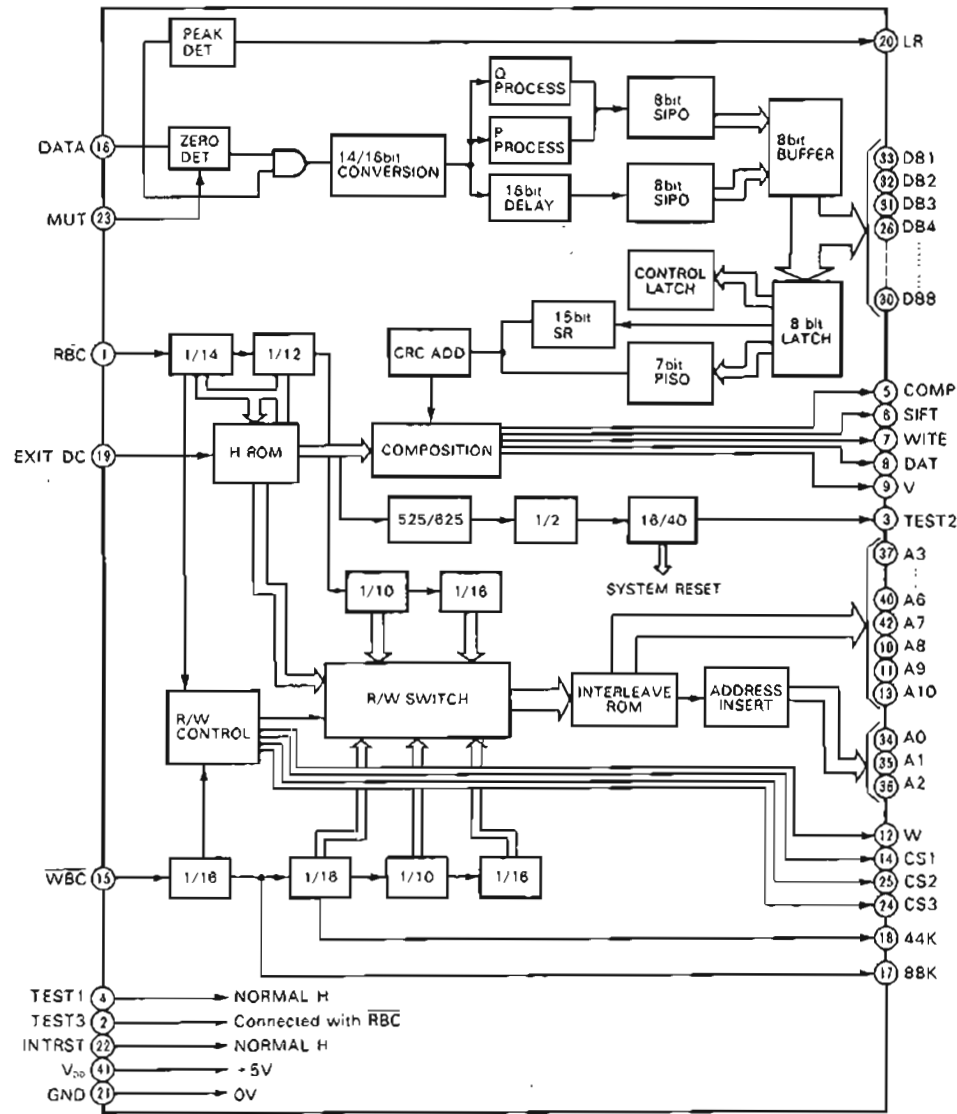 PEAK DET
20 LR
Q PROCESS
8bit SIPO
8bit BUFFER
DATA 16
ZERO DET
14/16bit CONVERSION
P PROCESS
16bit DELAY
8bit SIPO
MUT 23
33 DB1
32 DB2
31 DB3
26 DB4
30 DB8
CONTROL LATCH
15bit SR
8 bit LATCH
CRC ADD
7bit PISO
RBC 1
1/14
1/12
5 COMP
6 SIFT
7 WITE
8 DAT
9 V
EXIT DC 19
H ROM
COMPOSITION
525/625
1/2
16/40
3 TEST2
SYSTEM RESET
1/10
1/16
37 A3
40 A6
42 A7
10 A8
11 A9
13 A10
R/W CONTROL
R/W SWITCH
INTERLEAVE ROM
ADDRESS INSERT
34 A0
35 A1
36 A2
12 W
14 CS1
25 CS2
24 CS3
WBC 15
1/16
1/18
1/10
1/16
18 44K
17 88K
TEST1 4 NORMAL H
TEST3 2 Connected with RBC
INTRST 22 NORMAL H
VDD 41 +5V
GND 21 0V